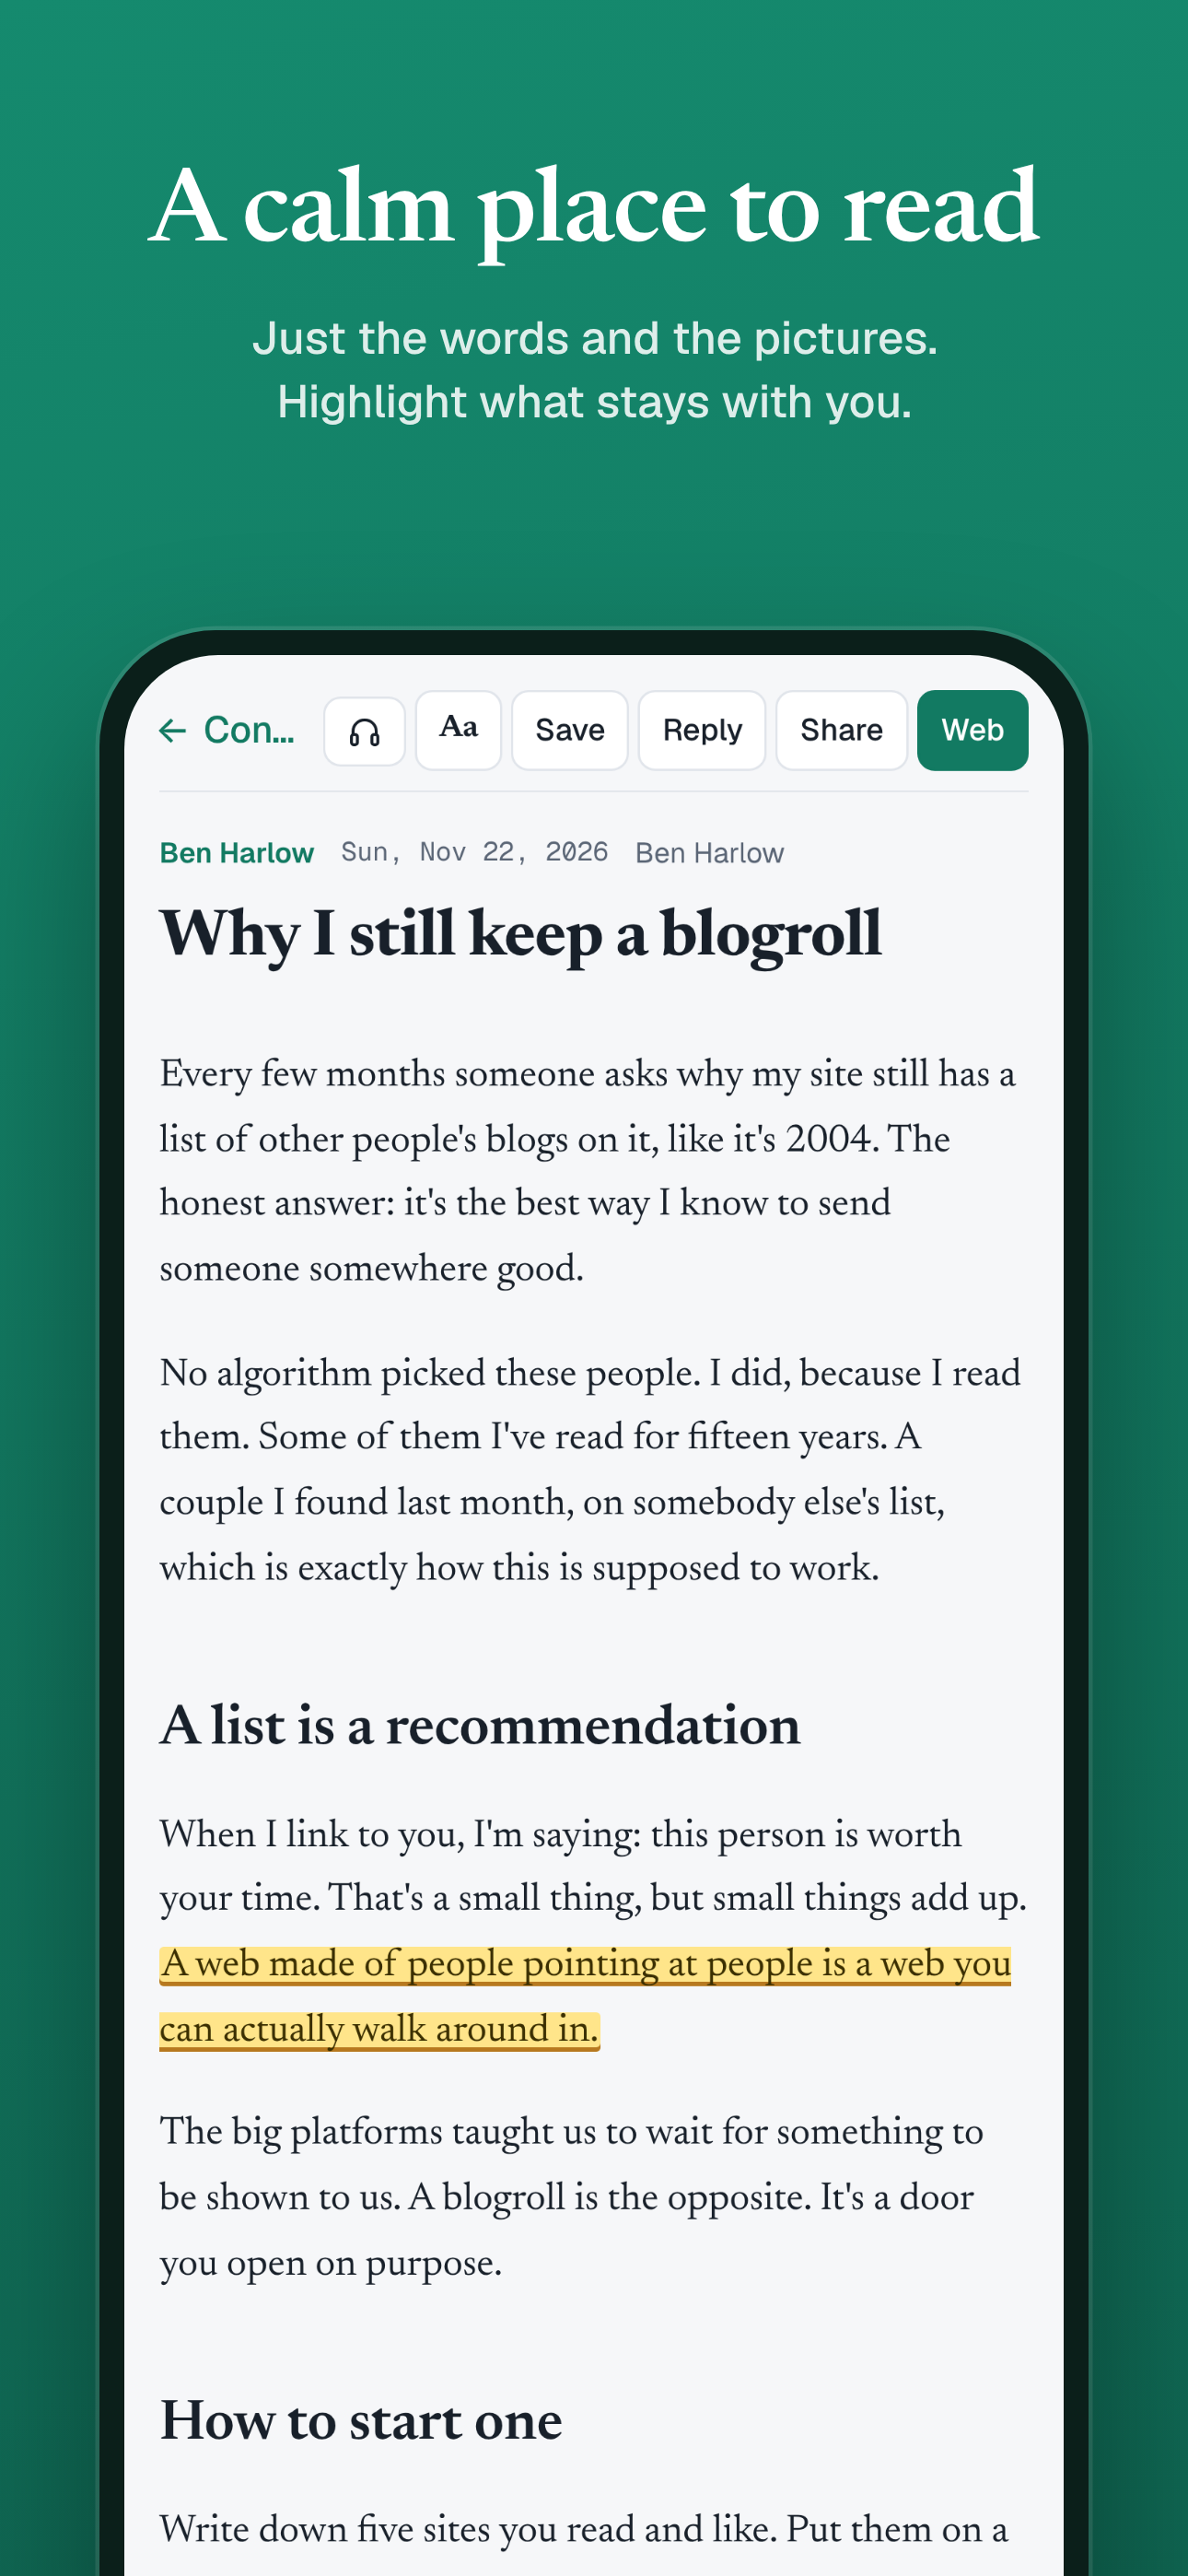 A calm place to read
Just the words and the pictures.
Highlight what stays with you.
← Con... Aa Save Reply Share Web
Ben Harlow Sun, Nov 22, 2026 Ben Harlow
Why I still keep a blogroll
Every few months someone asks why my site still has a
list of other people's blogs on it, like it's 2004. The
honest answer: it's the best way I know to send
someone somewhere good.
No algorithm picked these people. I did, because I read
them. Some of them I've read for fifteen years. A
couple I found last month, on somebody else's list,
which is exactly how this is supposed to work.
A list is a recommendation
When I link to you, I'm saying: this person is worth
your time. That's a small thing, but small things add up.
A web made of people pointing at people is a web you
can actually walk around in.
The big platforms taught us to wait for something to
be shown to us. A blogroll is the opposite. It's a door
you open on purpose.
How to start one
Write down five sites you read and like. Put them on a